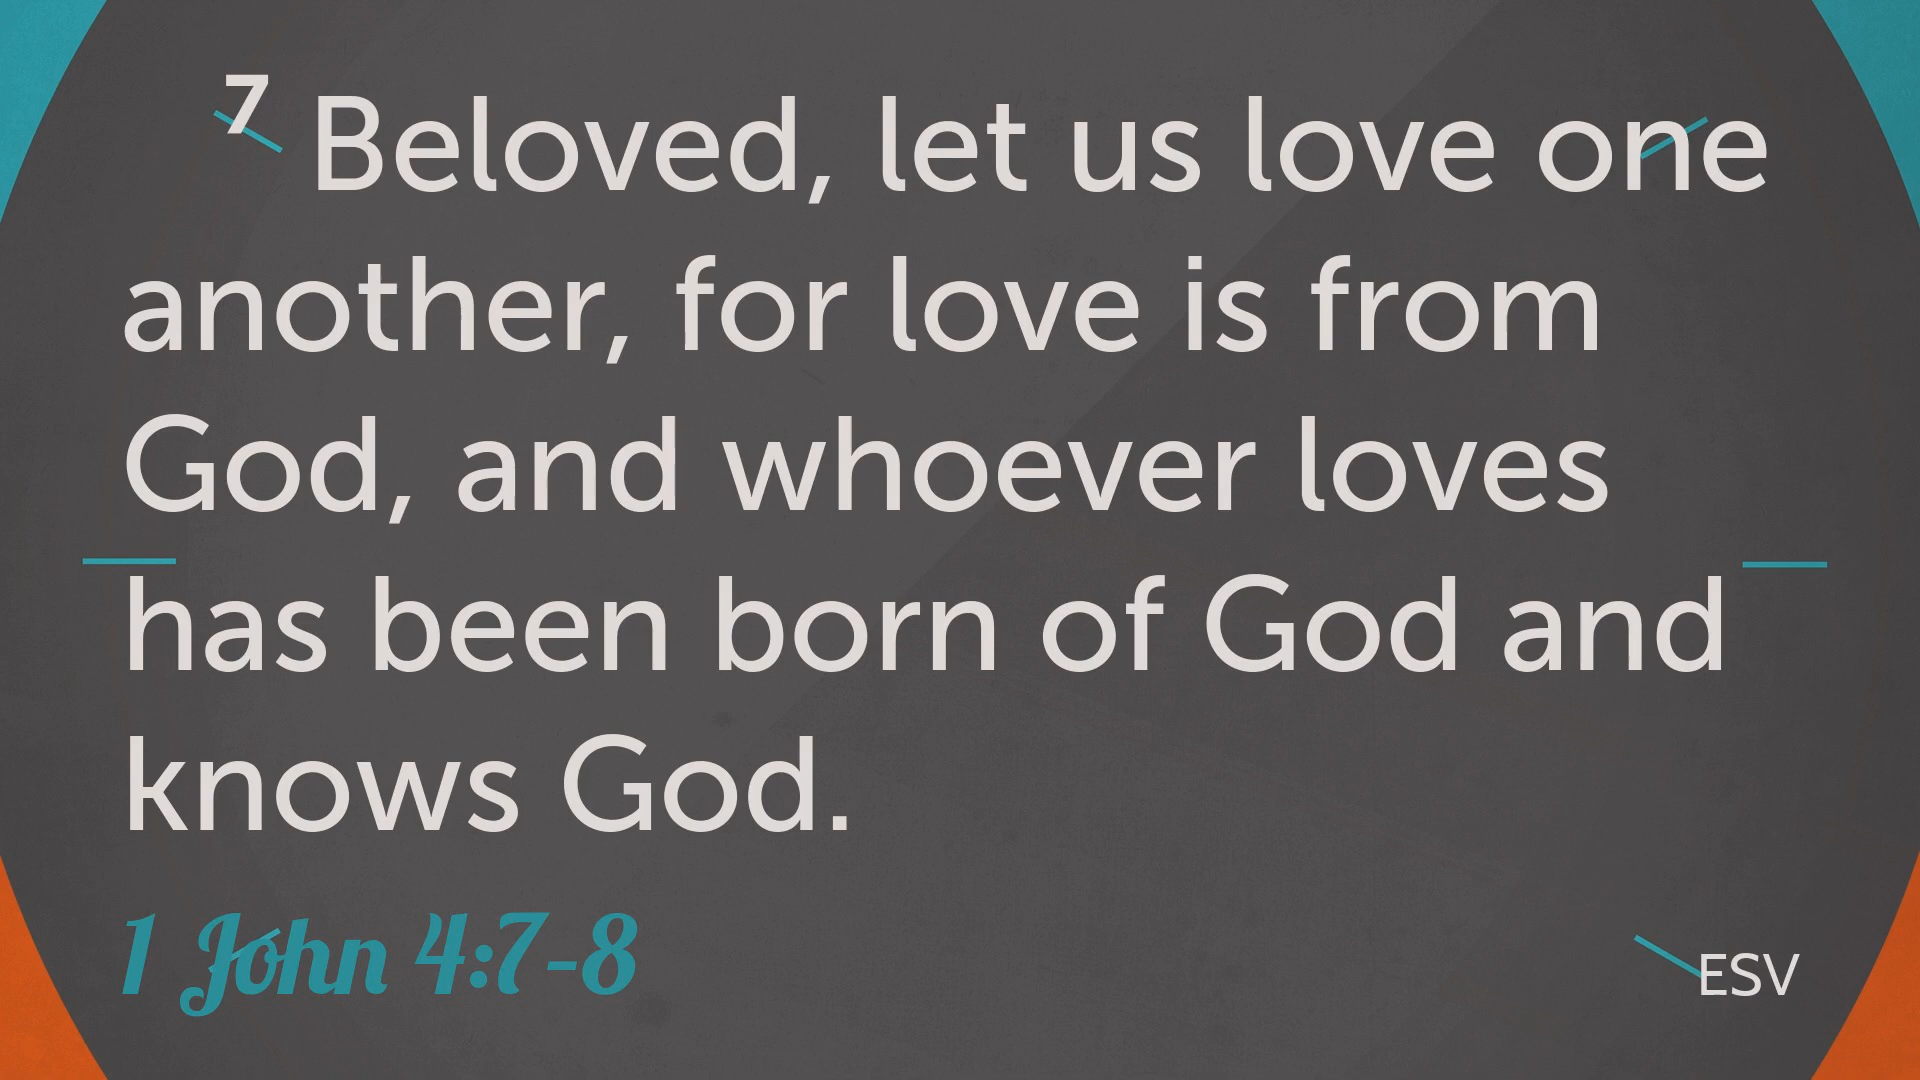 7 Beloved, let us love one
another, for love is from
God, and whoever loves
has been born of God and
knows God.
1 John 4:7-8
ESV